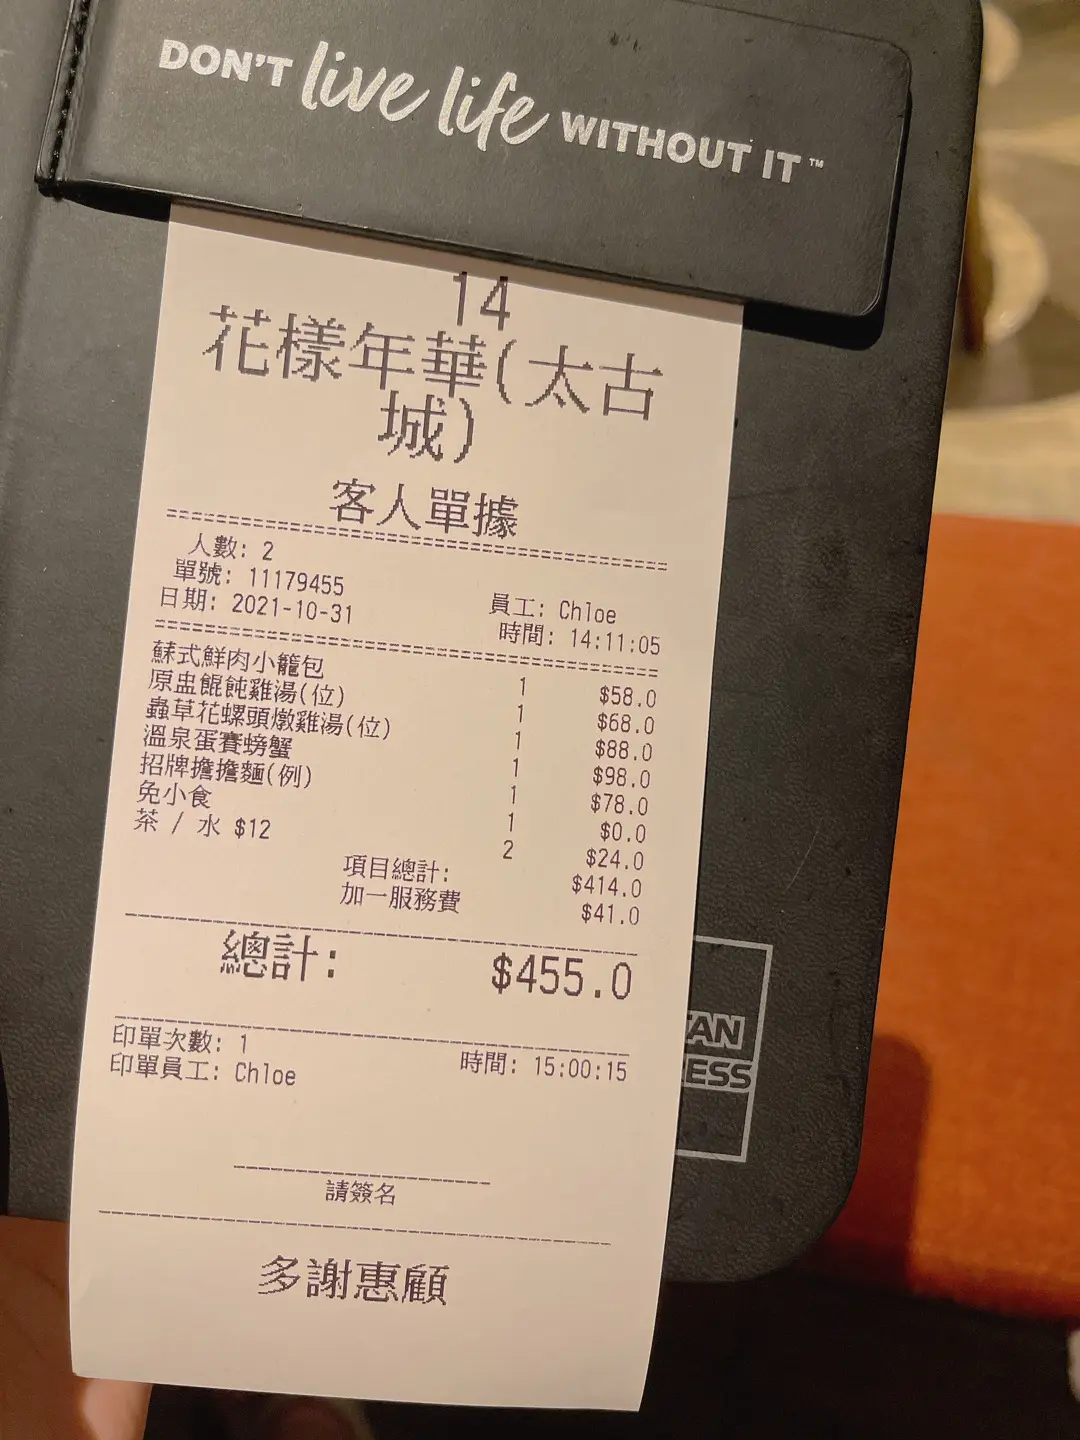 DON'T live life WITHOUT IT™
14
花樣年華(太古
城)
客人單據
人數: 2
單號: 11179455 員工: Chloe
日期: 2021-10-31 時間: 14:11:05
蘇式鮮肉小籠包 1 $58.0
原盅餛飩雞湯(位) 1 $68.0
蟲草花螺頭燉雞湯(位) 1 $88.0
溫泉蛋賽螃蟹 1 $98.0
招牌擔擔麵(例) 1 $78.0
免小食 1 $0.0
茶 / 水 $12 2 $24.0
項目總計: $414.0
加一服務費 $41.0
總計: $455.0
印單次數: 1 時間: 15:00:15
印單員工: Chloe
請簽名
多謝惠顧
TAN
ESS